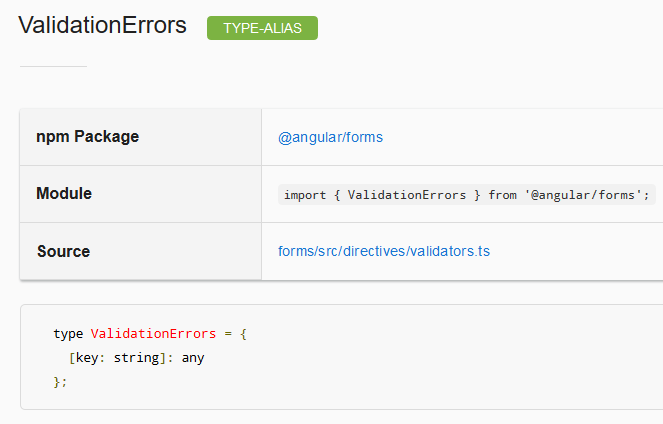 ValidationErrors TYPE-ALIAS
npm Package @angular/forms
Module import { ValidationErrors } from '@angular/forms';
Source forms/src/directives/validators.ts
type ValidationErrors = {
  [key: string]: any
};